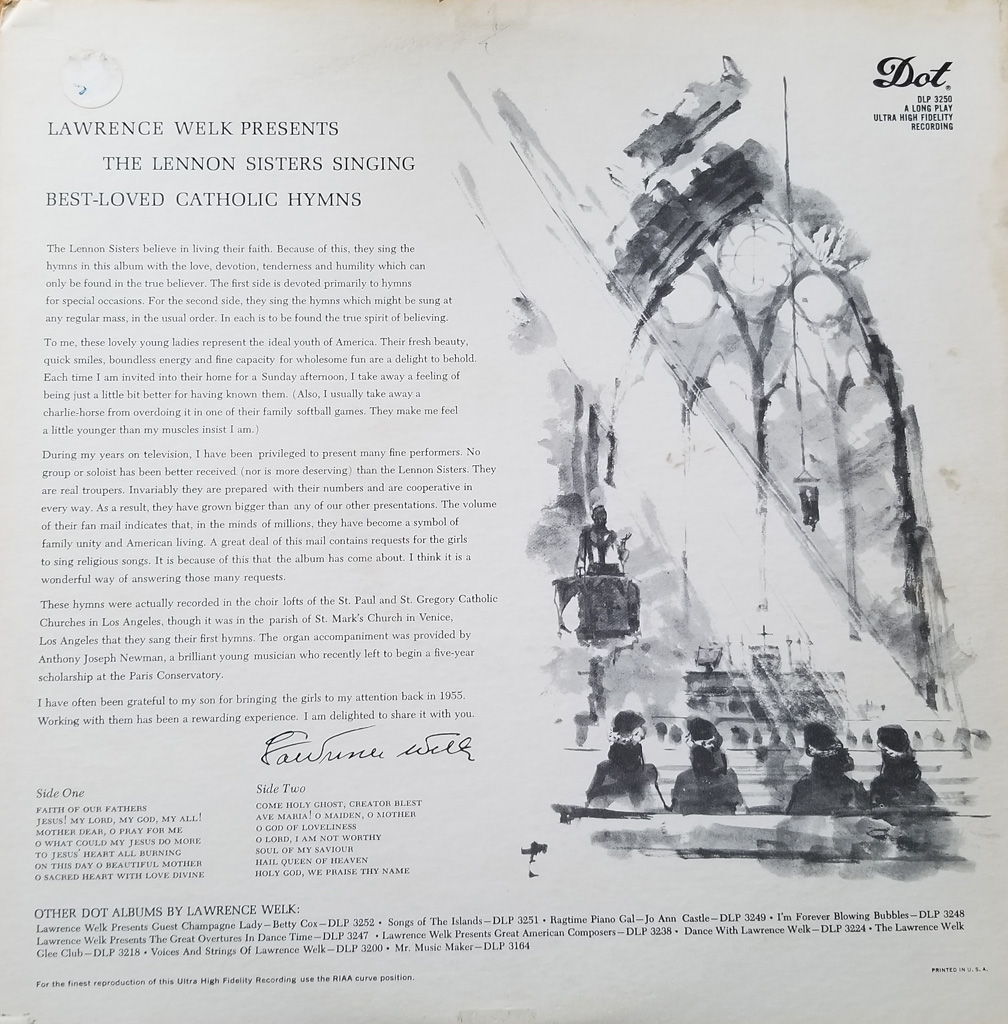 Dot
DLP 3250
A LONG PLAY
ULTRA HIGH FIDELITY
RECORDING
LAWRENCE WELK PRESENTS
THE LENNON SISTERS SINGING
BEST-LOVED CATHOLIC HYMNS
The Lennon Sisters believe in living their faith. Because of this, they sing the
hymns in this album with the love, devotion, tenderness and humility which can
only be found in the true believer. The first side is devoted primarily to hymns
for special occasions. For the second side, they sing the hymns which might be sung at
any regular mass, in the usual order. In each is to be found the true spirit of believing.
To me, these lovely young ladies represent the ideal youth of America. Their fresh beauty,
quick smiles, boundless energy and fine capacity for wholesome fun are a delight to behold.
Each time I am invited into their home for a Sunday afternoon, I take away a feeling of
being just a little bit better for having known them. (Also, I usually take away a
charlie-horse from overdoing it in one of their family softball games. They make me feel
a little younger than my muscles insist I am.)
During my years on television, I have been privileged to present many fine performers. No
group or soloist has been better received (nor is more deserving) than the Lennon Sisters. They
are real troupers. Invariably they are prepared with their numbers and are cooperative in
every way. As a result, they have grown bigger than any of our other presentations. The volume
of their fan mail indicates that, in the minds of millions, they have become a symbol of
family unity and American living. A great deal of this mail contains requests for the girls
to sing religious songs. It is because of this that the album has come about. I think it is a
wonderful way of answering those many requests.
These hymns were actually recorded in the choir lofts of the St. Paul and St. Gregory Catholic
Churches in Los Angeles, though it was in the parish of St. Mark's Church in Venice,
Los Angeles that they sang their first hymns. The organ accompaniment was provided by
Anthony Joseph Newman, a brilliant young musician who recently left to begin a five-year
scholarship at the Paris Conservatory.
I have often been grateful to my son for bringing the girls to my attention back in 1955.
Working with them has been a rewarding experience. I am delighted to share it with you.
Lawrence Welk
Side One
FAITH OF OUR FATHERS
JESUS! MY LORD, MY GOD, MY ALL!
MOTHER DEAR, O PRAY FOR ME
O WHAT COULD MY JESUS DO MORE
TO JESUS' HEART ALL BURNING
ON THIS DAY O BEAUTIFUL MOTHER
O SACRED HEART WITH LOVE DIVINE
Side Two
COME HOLY GHOST, CREATOR BLEST
AVE MARIA! O MAIDEN, O MOTHER
O GOD OF LOVELINESS
O LORD, I AM NOT WORTHY
SOUL OF MY SAVIOUR
HAIL QUEEN OF HEAVEN
HOLY GOD, WE PRAISE THY NAME
OTHER DOT ALBUMS BY LAWRENCE WELK:
Lawrence Welk Presents Guest Champagne Lady—Betty Cox—DLP 3252 • Songs of The Islands—DLP 3251 • Ragtime Piano Gal—Jo Ann Castle—DLP 3249 • I'm Forever Blowing Bubbles—DLP 3248
Lawrence Welk Presents The Great Overtures In Dance Time—DLP 3247 • Lawrence Welk Presents Great American Composers—DLP 3238 • Dance With Lawrence Welk—DLP 3224 • The Lawrence Welk
Glee Club—DLP 3218 • Voices And Strings Of Lawrence Welk—DLP 3200 • Mr. Music Maker—DLP 3164
For the finest reproduction of this Ultra High Fidelity Recording use the RIAA curve position.
PRINTED IN U.S.A.